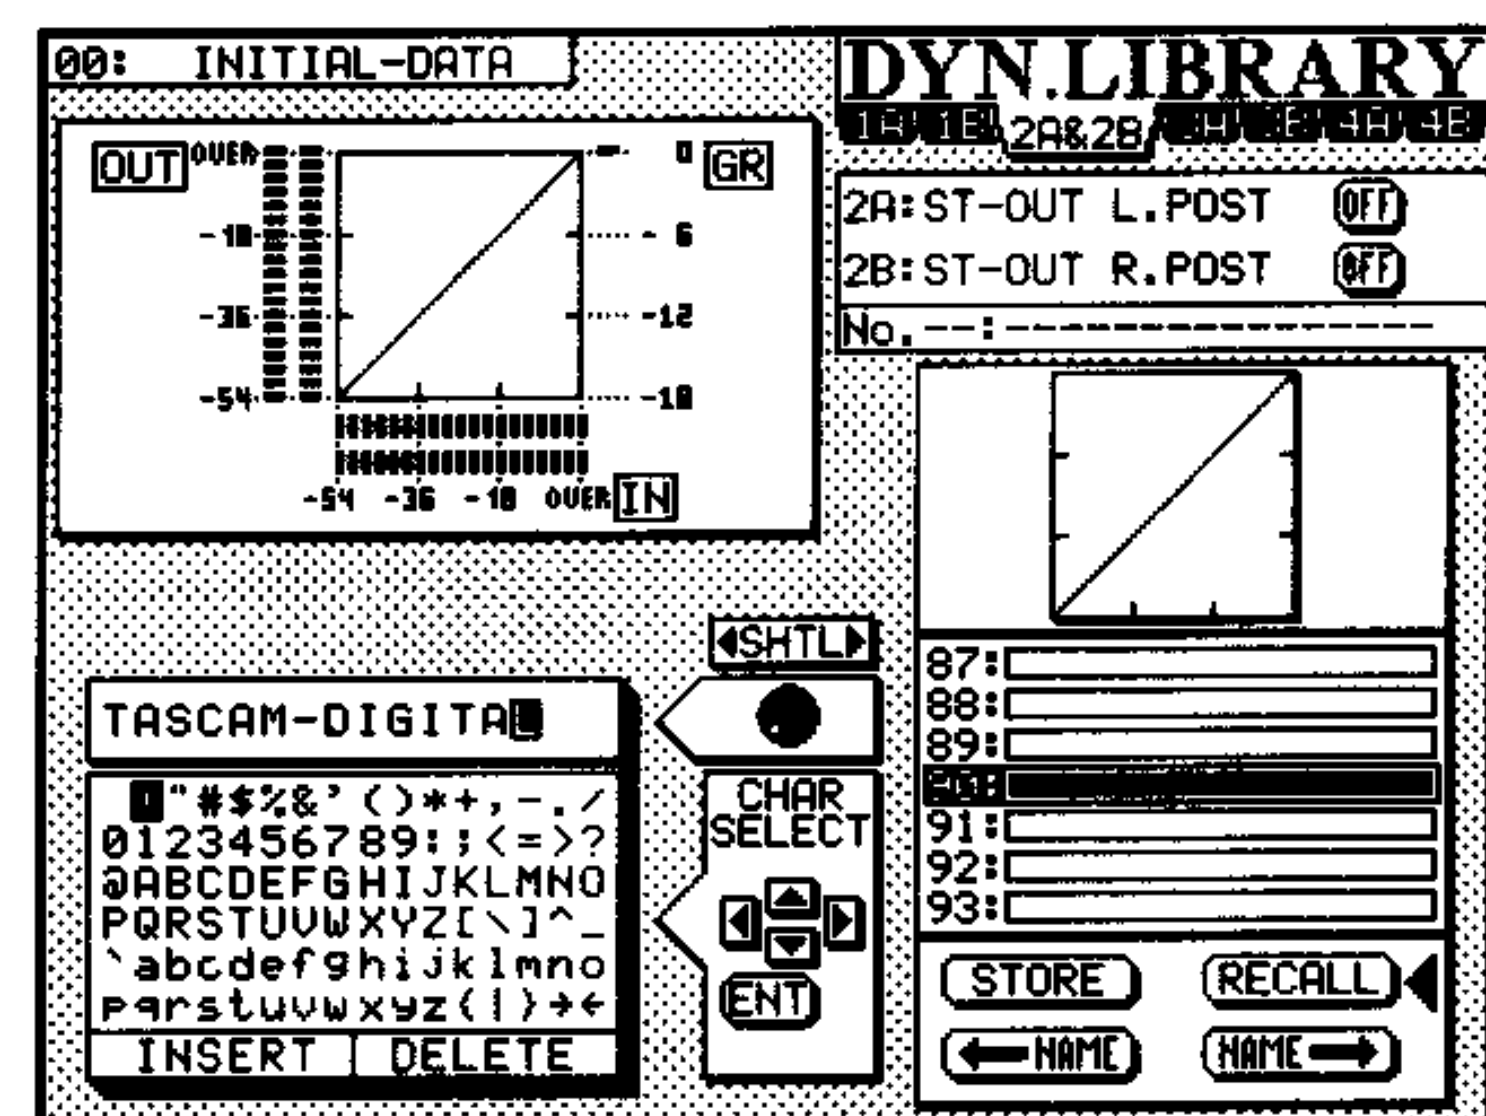 00: INITIAL-DATA
DYN.LIBRARY
1A 1B 2A&2B 3A 3B 4A 4B
OUT OVER 0 GR
-18 - 6
-36 -12
-54 -18
-54 -36 -18 OVER IN
2A:ST-OUT L.POST OFF
2B:ST-OUT R.POST OFF
No.--:----------------
◀SHTL▶
TASCAM-DIGITAL
!"#$%&'()*+,-./
0123456789:;<=>?
@ABCDEFGHIJKLMNO
PQRSTUVWXYZ[\]^_
`abcdefghijklmno
pqrstuvwxyz{|}→←
INSERT DELETE
CHAR
SELECT
ENT
87:
88:
89:
90:
91:
92:
93:
STORE RECALL
←NAME NAME→